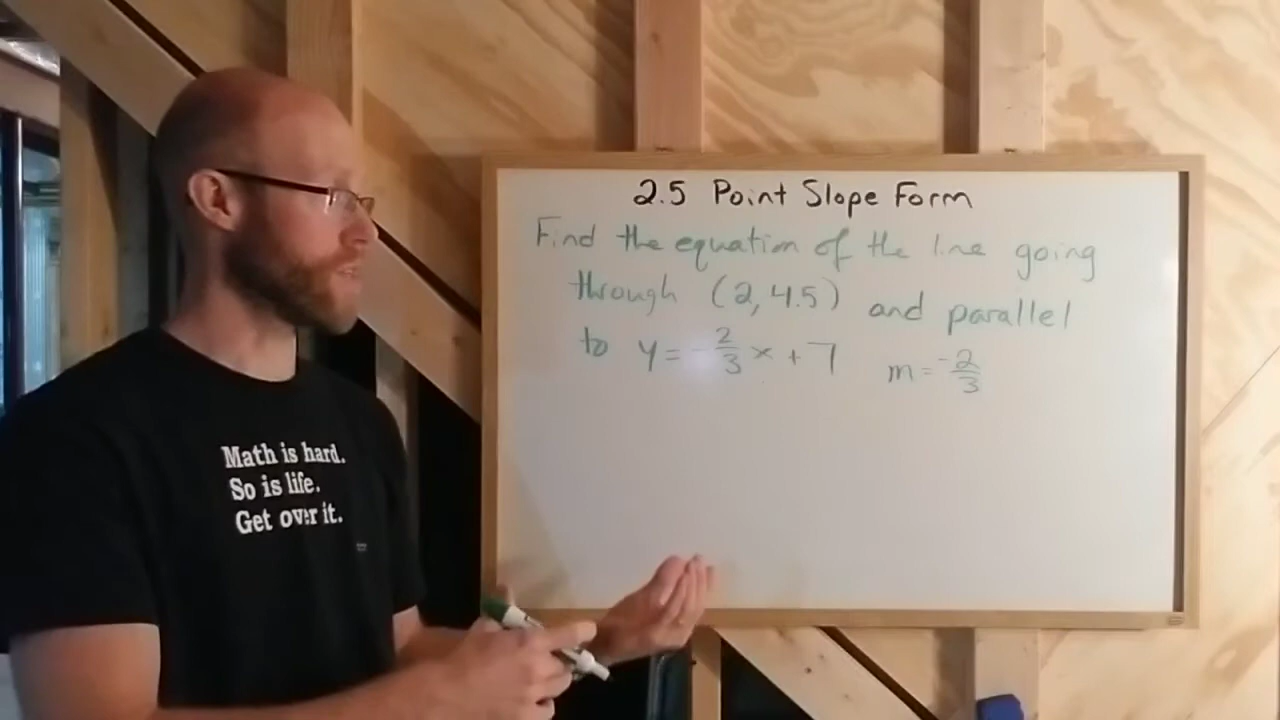 2.5 Point Slope Form
Find the equation of the line going
through (2, 4.5) and parallel
to y = -2/3 x + 7 m = -2/3
Math is hard.
So is life.
Get over it.